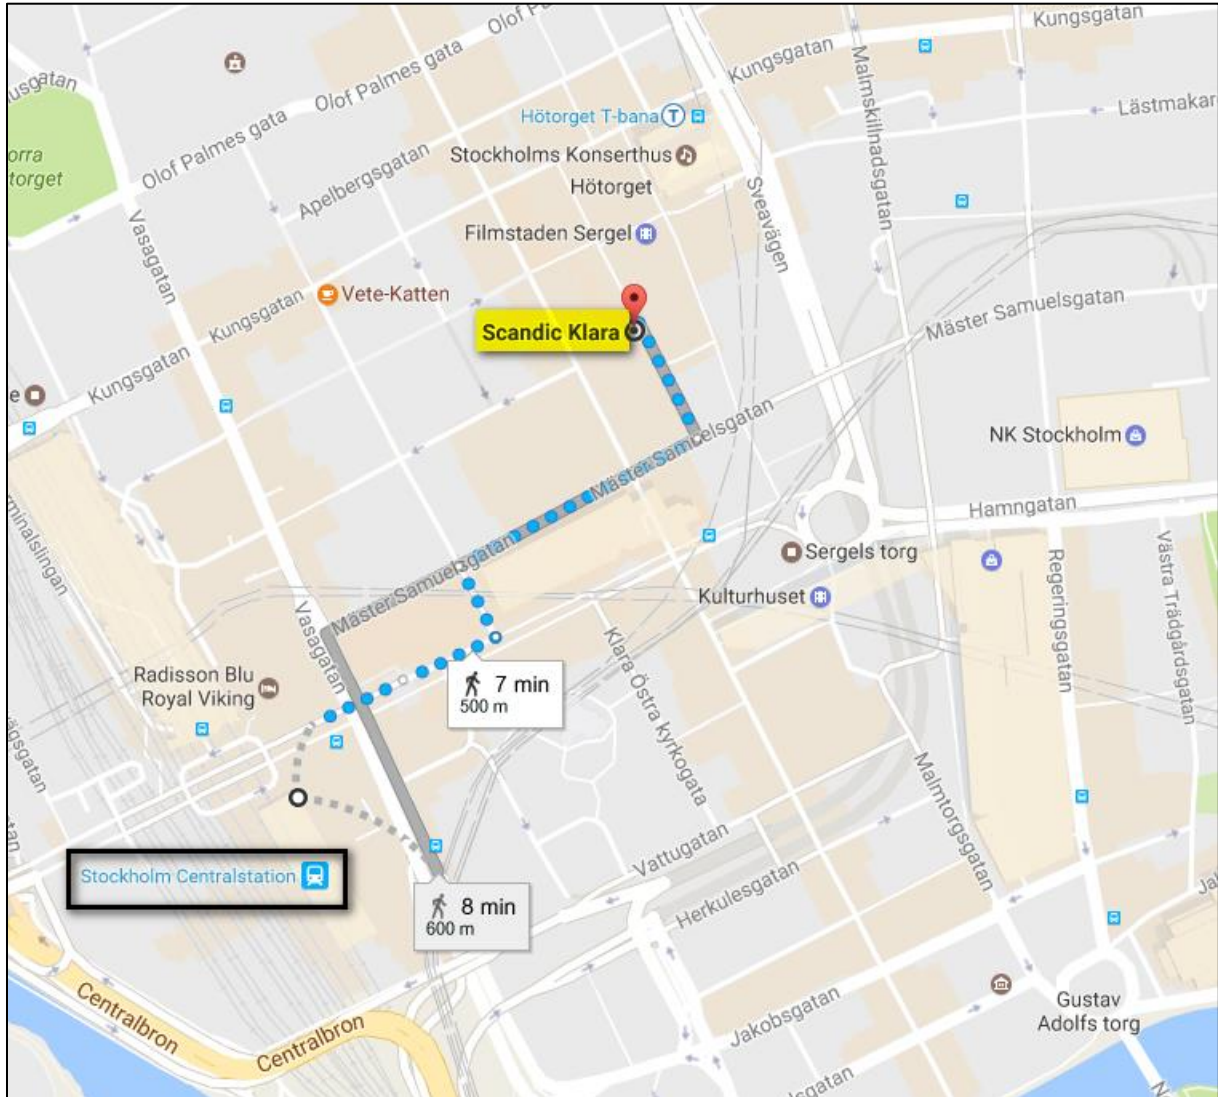 Kungsgatan
Olof Palmes gata
Olof
Olof Palmes gata
Kungsgatan
Malmskillnadsgatan
Hötorget T-bana
T
Lästmakar
Stockholms Konserthus
Hötorget
orra
torget
Apelbergsgatan
Sveavägen
Vasagatan
Filmstaden Sergel
Vete-Katten
Kungsgatan
Scandic Klara
Mäster Samuelsgatan
Kungsgatan
e
Mäster Samuelsgatan
NK Stockholm
Hamngatan
Sergels torg
Mäster Samuelsgatan
Kulturhuset
Regeringsgatan
Västra Trädgårdsgatan
Vasagatan
Klara Östra kyrkogata
Radisson Blu
Royal Viking
7 min
500 m
Malmtorgsgatan
Vattugatan
Stockholm Centralstation
Herkulesgatan
8 min
600 m
Centralbron
Centralbron
Jakobsgatan
Gustav
Adolfs torg